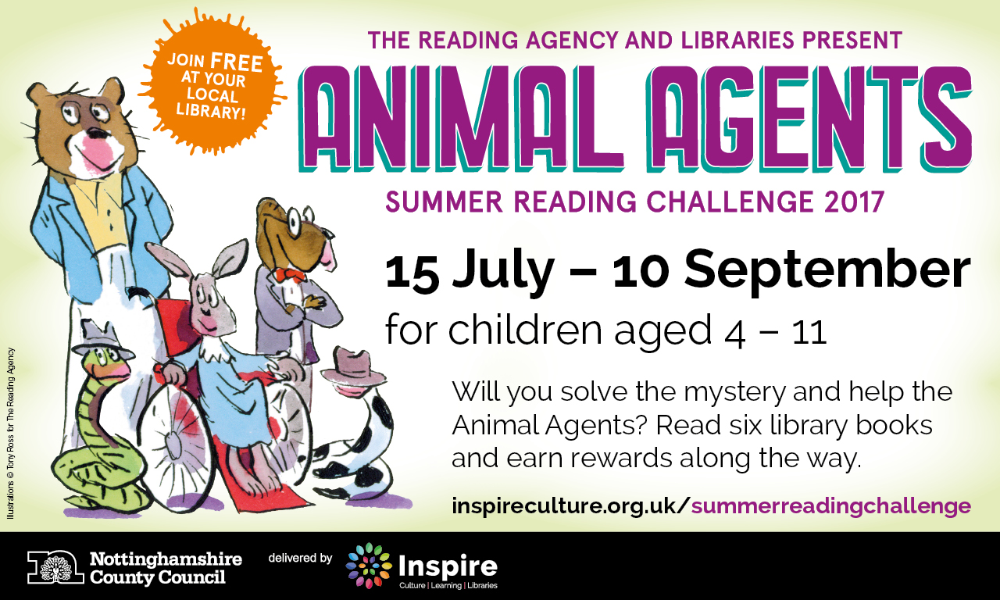 JOIN FREE
AT YOUR
LOCAL
LIBRARY!
THE READING AGENCY AND LIBRARIES PRESENT
ANIMAL AGENTS
SUMMER READING CHALLENGE 2017
15 July – 10 September
for children aged 4 – 11
Will you solve the mystery and help the
Animal Agents? Read six library books
and earn rewards along the way.
inspireculture.org.uk/summerreadingchallenge
Illustrations © Tony Ross for The Reading Agency
Nottinghamshire
County Council
delivered by
Inspire
Culture | Learning | Libraries